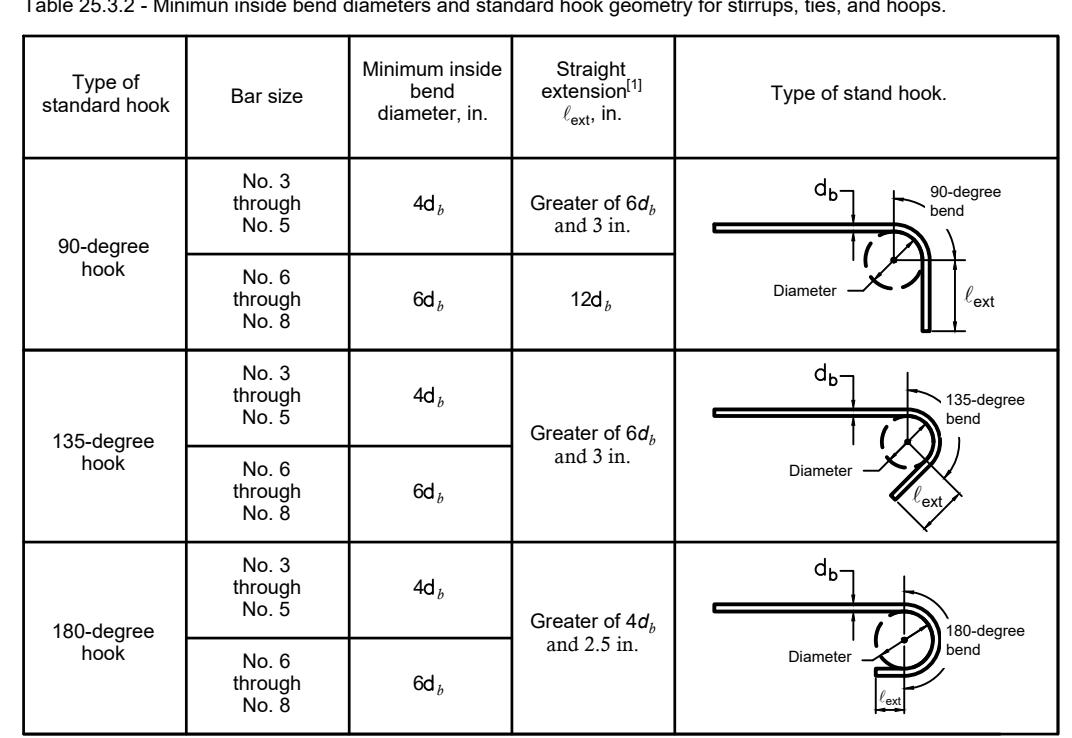 Table 25.3.2 - Minimun inside bend diameters and standard hook geometry for stirrups, ties, and hoops.
Type of
standard hook
Bar size
Minimum inside
bend
diameter, in.
Straight
extension[1]
ℓext, in.
Type of stand hook.
90-degree
hook
No. 3
through
No. 5
4db
Greater of 6db
and 3 in.
No. 6
through
No. 8
6db
12db
db
90-degree
bend
Diameter
ℓext
135-degree
hook
No. 3
through
No. 5
4db
Greater of 6db
and 3 in.
No. 6
through
No. 8
6db
db
135-degree
bend
Diameter
ℓext
180-degree
hook
No. 3
through
No. 5
4db
Greater of 4db
and 2.5 in.
No. 6
through
No. 8
6db
db
180-degree
bend
Diameter
ℓext